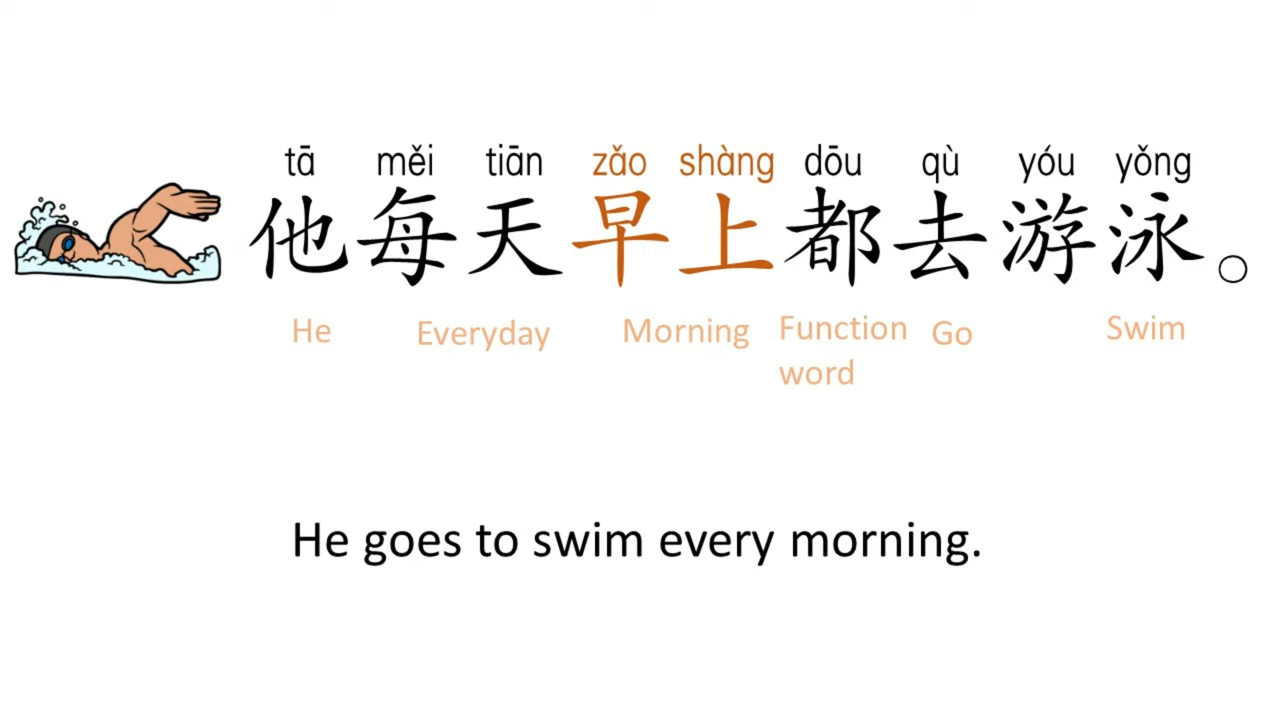 tā měi tiān zǎo shàng dōu qù yóu yǒng
他每天早上都去游泳。
He Everyday Morning Function Go Swim
word
He goes to swim every morning.